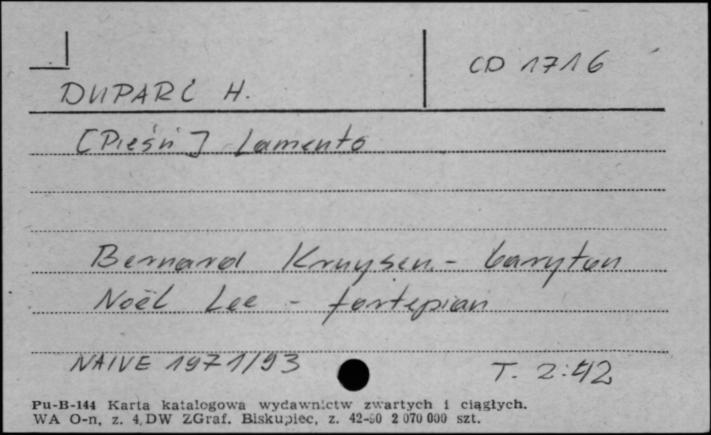 CD 1716
DUPARC H.
[Pieśń] Lamento
Bernard Kruysen - baryton
Noël Lee - fortepian
NAIVE 1971/93 T. 2:42
Pu-B-144 Karta katalogowa wydawnictw zwartych i ciągłych.
WA O-n, z. 4, DW ZGraf. Biskupiec, z. 42-90 2 070 000 szt.